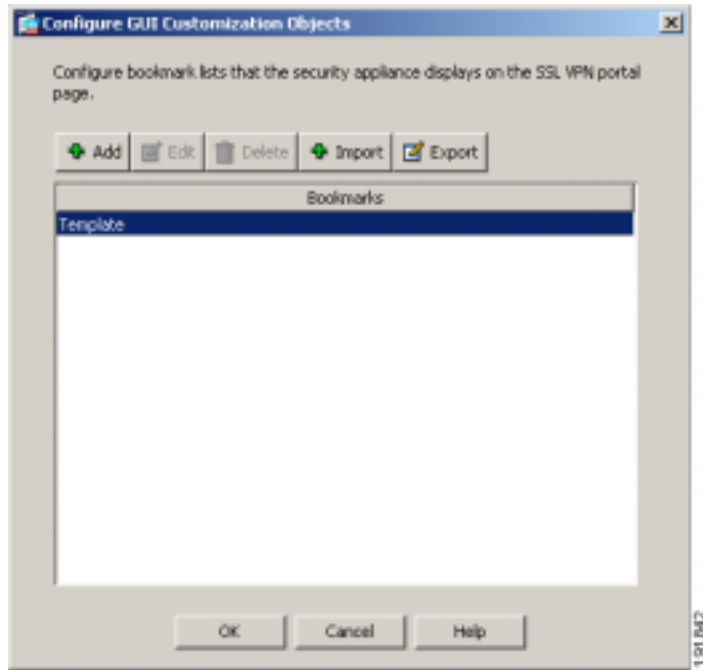 Configure GUI Customization Objects
Configure bookmark lists that the security appliance displays on the SSL VPN portal
page.
Add Edit Delete Import Export
Bookmarks
Template
OK Cancel Help
191842